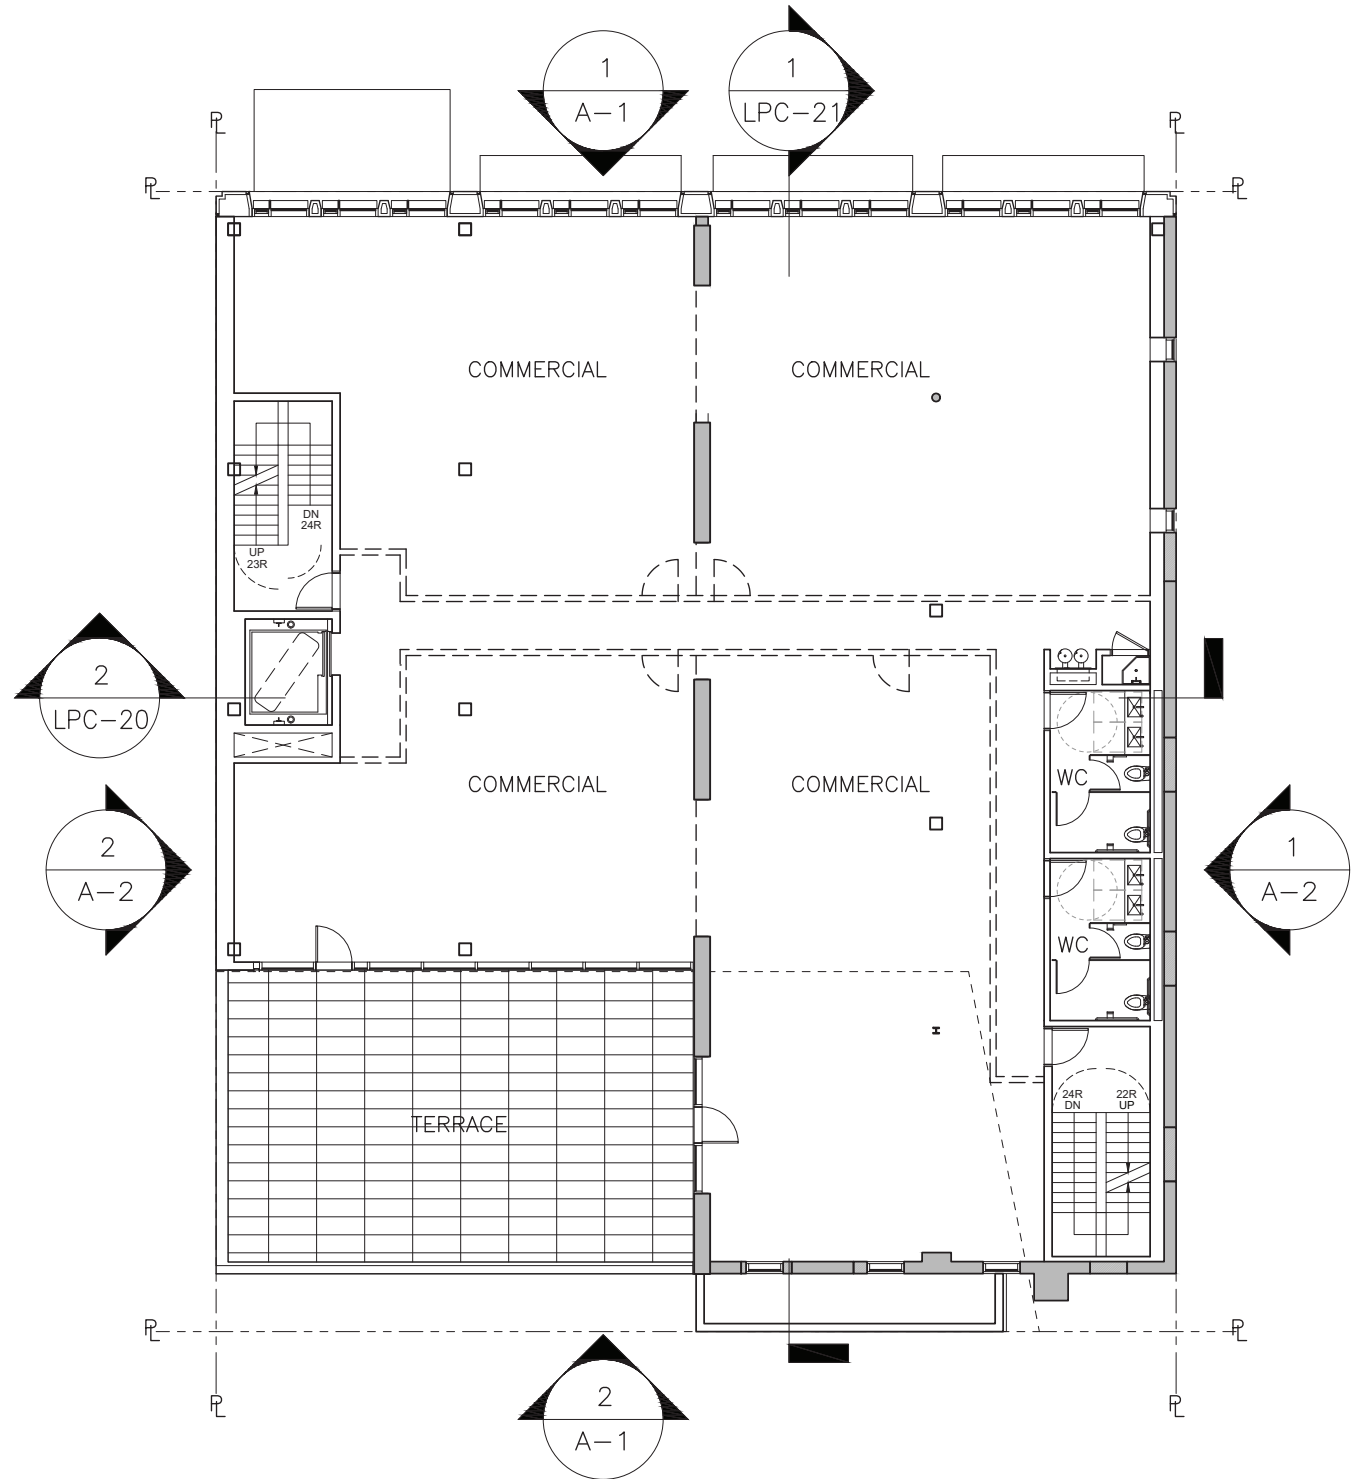 1
A-1
1
LPC-21
PL
PL
PL
PL
COMMERCIAL
COMMERCIAL
DN
24R
UP
23R
2
LPC-20
COMMERCIAL
COMMERCIAL
WC
2
A-2
1
A-2
WC
24R
DN
22R
UP
TERRACE
PL
PL
2
A-1
PL
PL